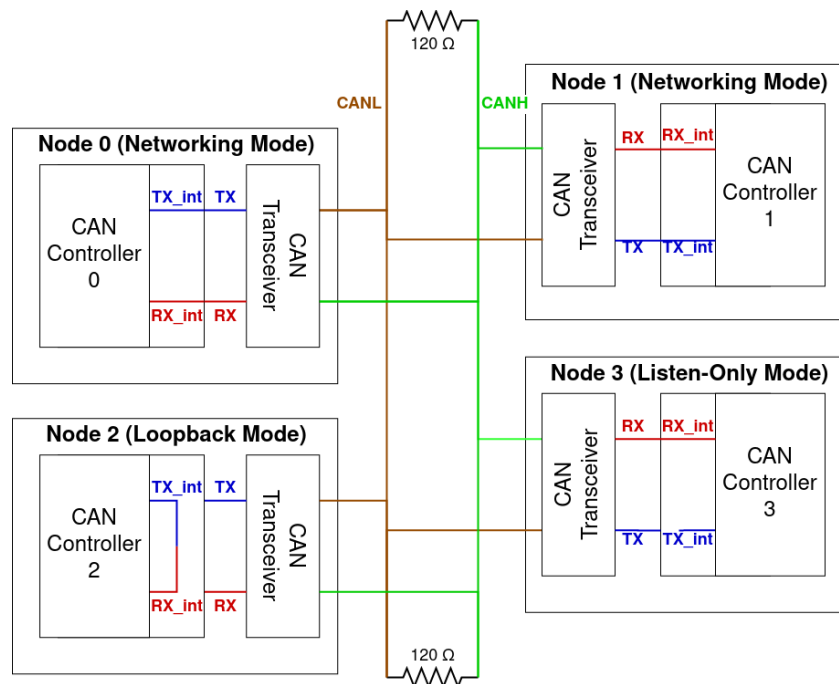 120 Ω
CANL
CANH
Node 0 (Networking Mode)
CAN
Controller
0
TX_int
TX
RX_int
RX
CAN
Transceiver
Node 1 (Networking Mode)
CAN
Transceiver
RX
RX_int
TX
TX_int
CAN
Controller
1
Node 2 (Loopback Mode)
CAN
Controller
2
TX_int
TX
RX_int
RX
CAN
Transceiver
Node 3 (Listen-Only Mode)
CAN
Transceiver
RX
RX_int
TX
TX_int
CAN
Controller
3
120 Ω